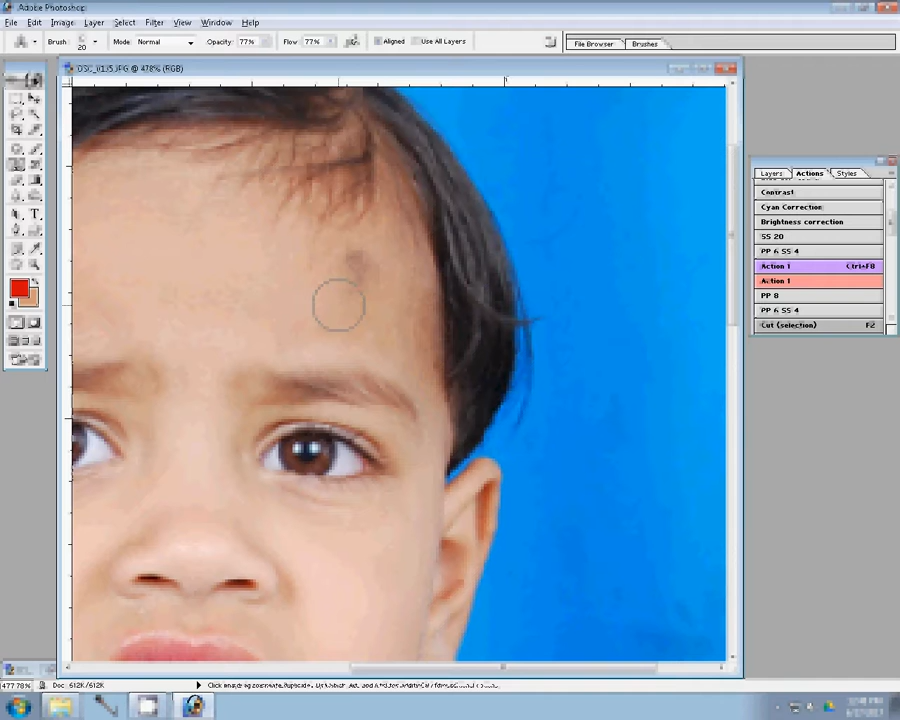 Adobe Photoshop
File Edit Image Layer Select Filter View Window Help
Brush: 20 Mode: Normal Opacity: 77% Flow: 77% Aligned Use All Layers File Browser Brushes
@ 478% (RGB)
Layers Actions Styles
Contrast
Cyan Correction
Brightness correction
SS 20
PP 6 SS 4
Action 1 Ctrl+F8
Action 1
PP 8
PP 6 SS 4
Cut (selection) F2
T
477.78% Doc: 612K/612K